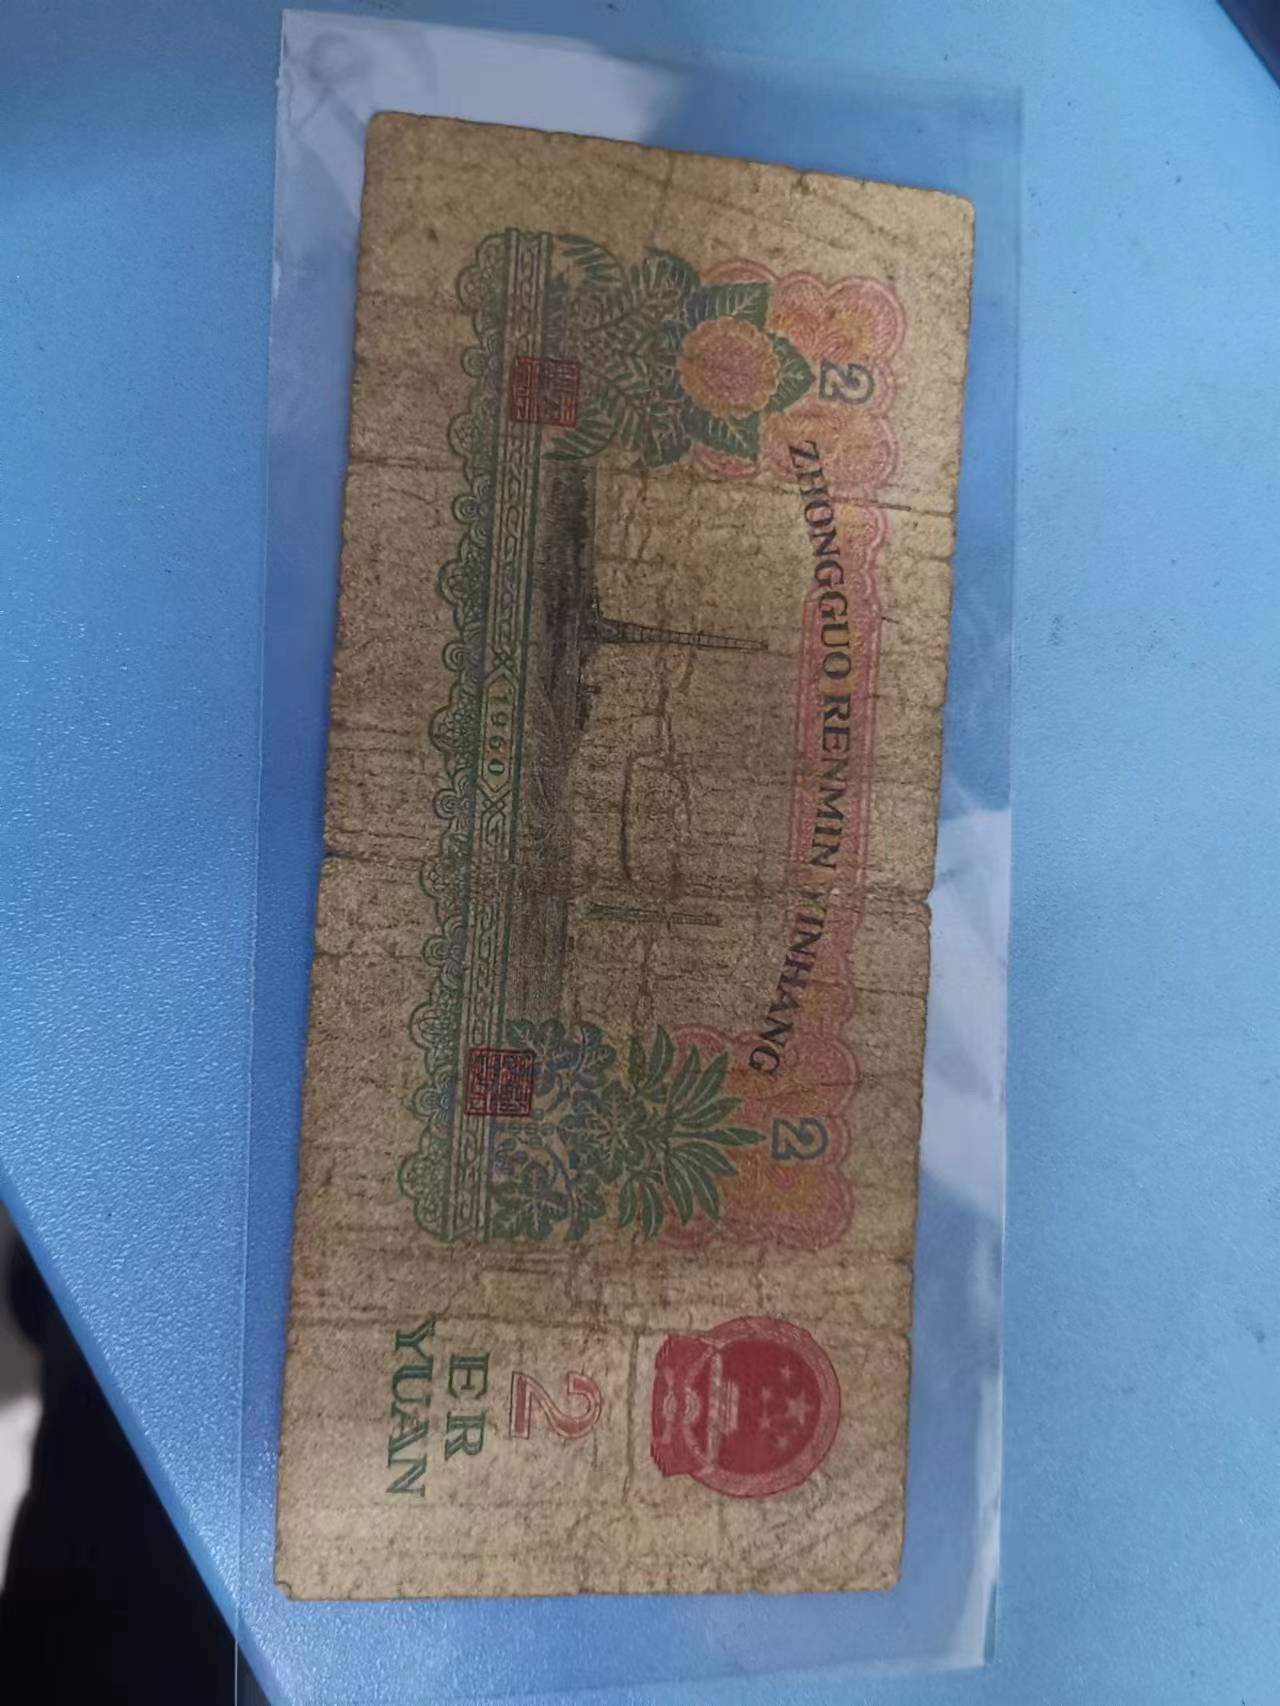 ZHONGGUO RENMIN YINHANG
2
2
1960
2
ER
YUAN